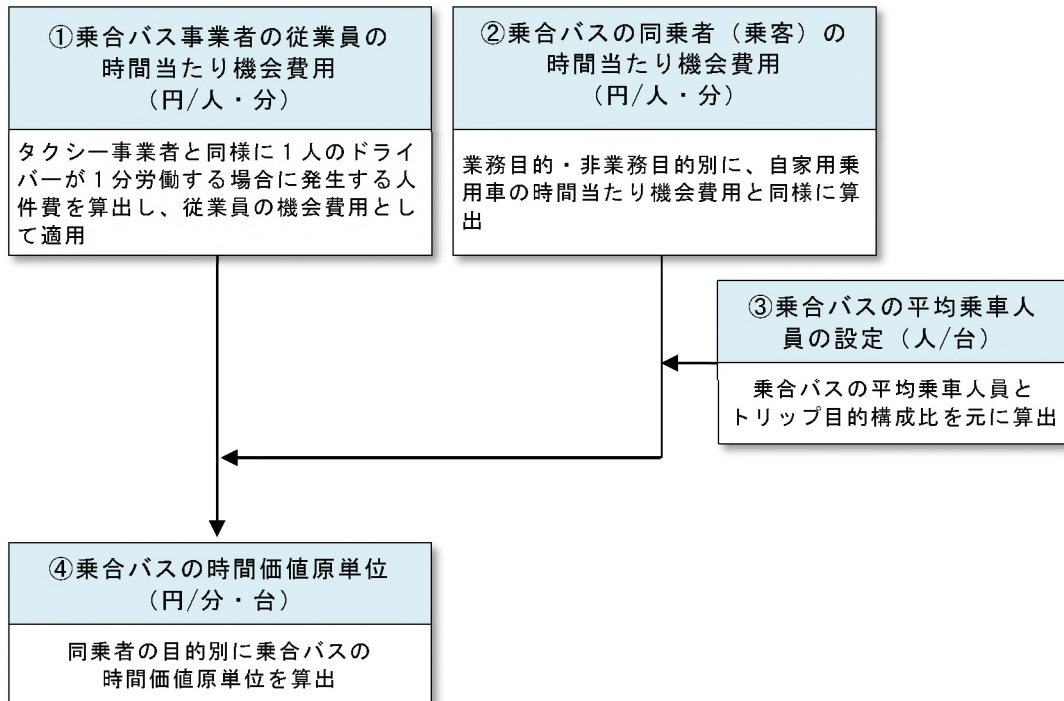 ①乗合バス事業者の従業員の
時間当たり機会費用
（円/人・分）
タクシー事業者と同様に１人のドライ
バーが１分労働する場合に発生する人
件費を算出し、従業員の機会費用とし
て適用
②乗合バスの同乗者（乗客）の
時間当たり機会費用
（円/人・分）
業務目的・非業務目的別に、自家用乗
用車の時間当たり機会費用と同様に算
出
③乗合バスの平均乗車人
員の設定（人/台）
乗合バスの平均乗車人員と
トリップ目的構成比を元に算出
④乗合バスの時間価値原単位
（円/分・台）
同乗者の目的別に乗合バスの
時間価値原単位を算出